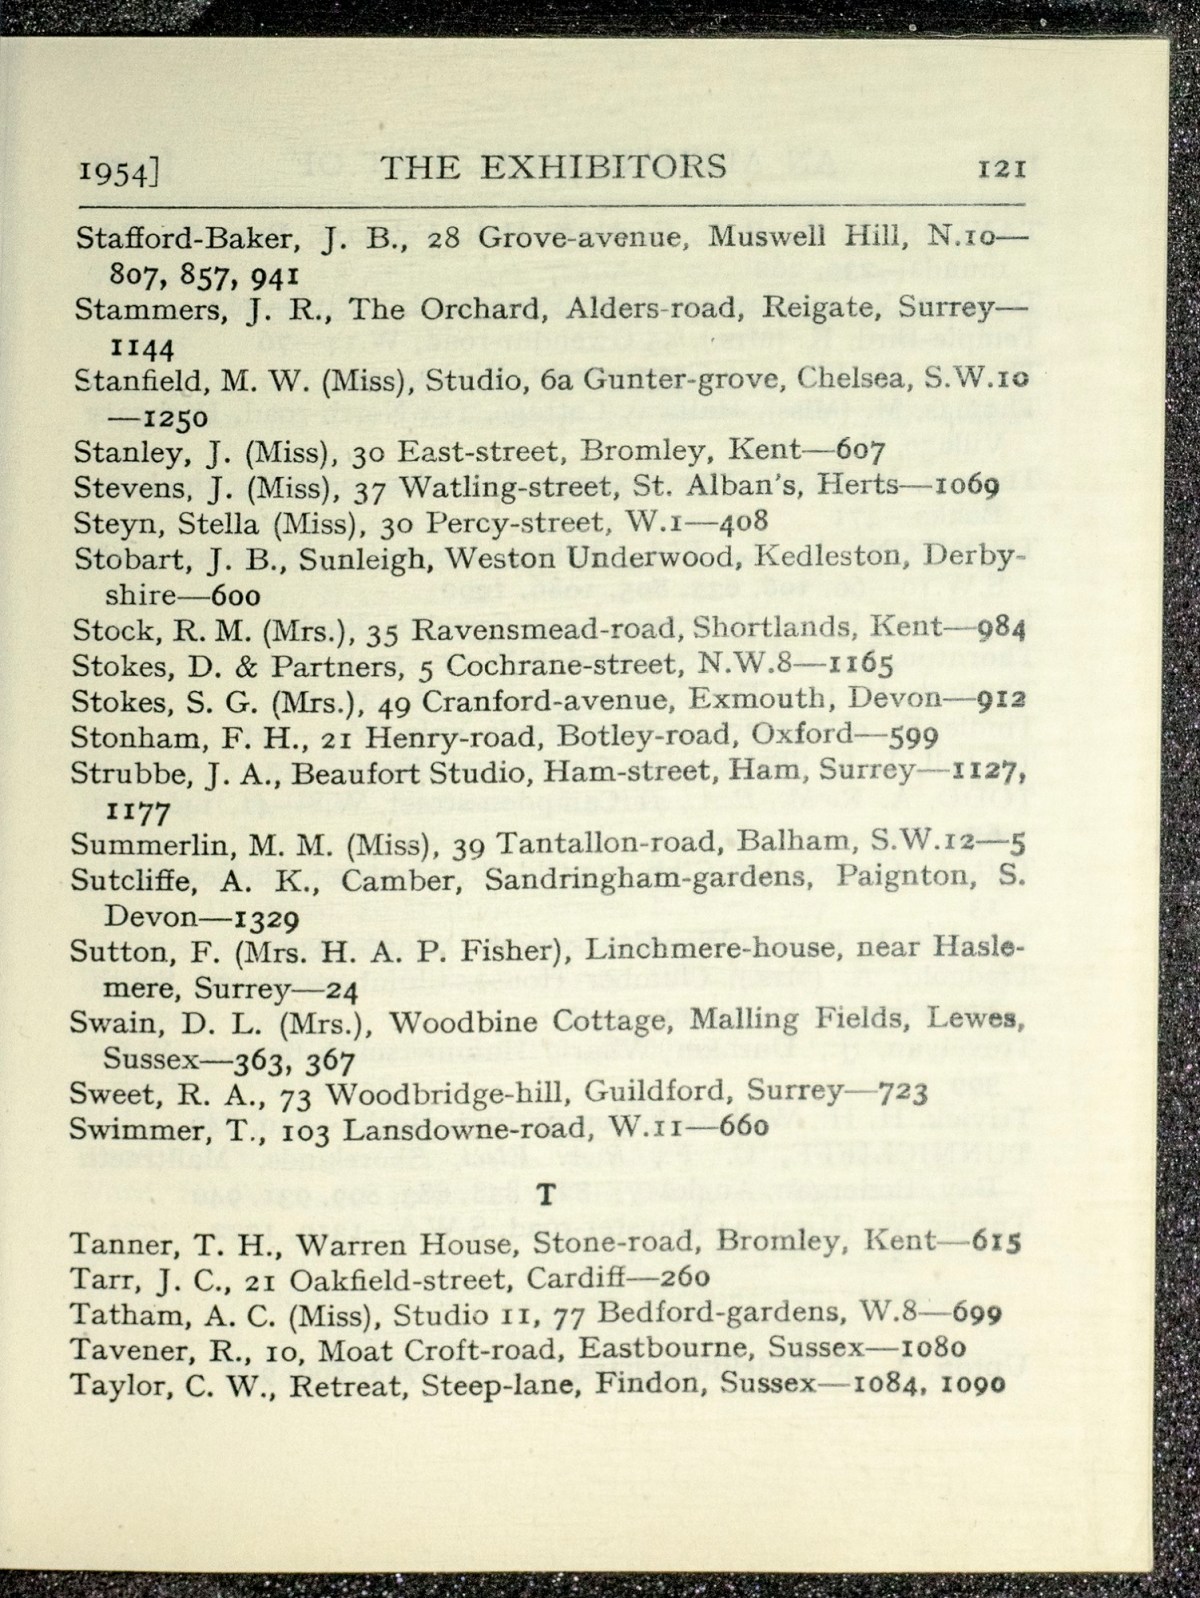 1954] THE EXHIBITORS 121
Stafford-Baker, J. B., 28 Grove-avenue, Muswell Hill, N.10—
807, 857, 941
Stammers, J. R., The Orchard, Alders-road, Reigate, Surrey—
1144
Stanfield, M. W. (Miss), Studio, 6a Gunter-grove, Chelsea, S.W.10
—1250
Stanley, J. (Miss), 30 East-street, Bromley, Kent—607
Stevens, J. (Miss), 37 Watling-street, St. Alban's, Herts—1069
Steyn, Stella (Miss), 30 Percy-street, W.1—408
Stobart, J. B., Sunleigh, Weston Underwood, Kedleston, Derby-
shire—600
Stock, R. M. (Mrs.), 35 Ravensmead-road, Shortlands, Kent—984
Stokes, D. & Partners, 5 Cochrane-street, N.W.8—1165
Stokes, S. G. (Mrs.), 49 Cranford-avenue, Exmouth, Devon—912
Stonham, F. H., 21 Henry-road, Botley-road, Oxford—599
Strubbe, J. A., Beaufort Studio, Ham-street, Ham, Surrey—1127,
1177
Summerlin, M. M. (Miss), 39 Tantallon-road, Balham, S.W.12—5
Sutcliffe, A. K., Camber, Sandringham-gardens, Paignton, S.
Devon—1329
Sutton, F. (Mrs. H. A. P. Fisher), Linchmere-house, near Hasle-
mere, Surrey—24
Swain, D. L. (Mrs.), Woodbine Cottage, Malling Fields, Lewes,
Sussex—363, 367
Sweet, R. A., 73 Woodbridge-hill, Guildford, Surrey—723
Swimmer, T., 103 Lansdowne-road, W.11—660
T
Tanner, T. H., Warren House, Stone-road, Bromley, Kent—615
Tarr, J. C., 21 Oakfield-street, Cardiff—260
Tatham, A. C. (Miss), Studio 11, 77 Bedford-gardens, W.8—699
Tavener, R., 10, Moat Croft-road, Eastbourne, Sussex—1080
Taylor, C. W., Retreat, Steep-lane, Findon, Sussex—1084, 1090